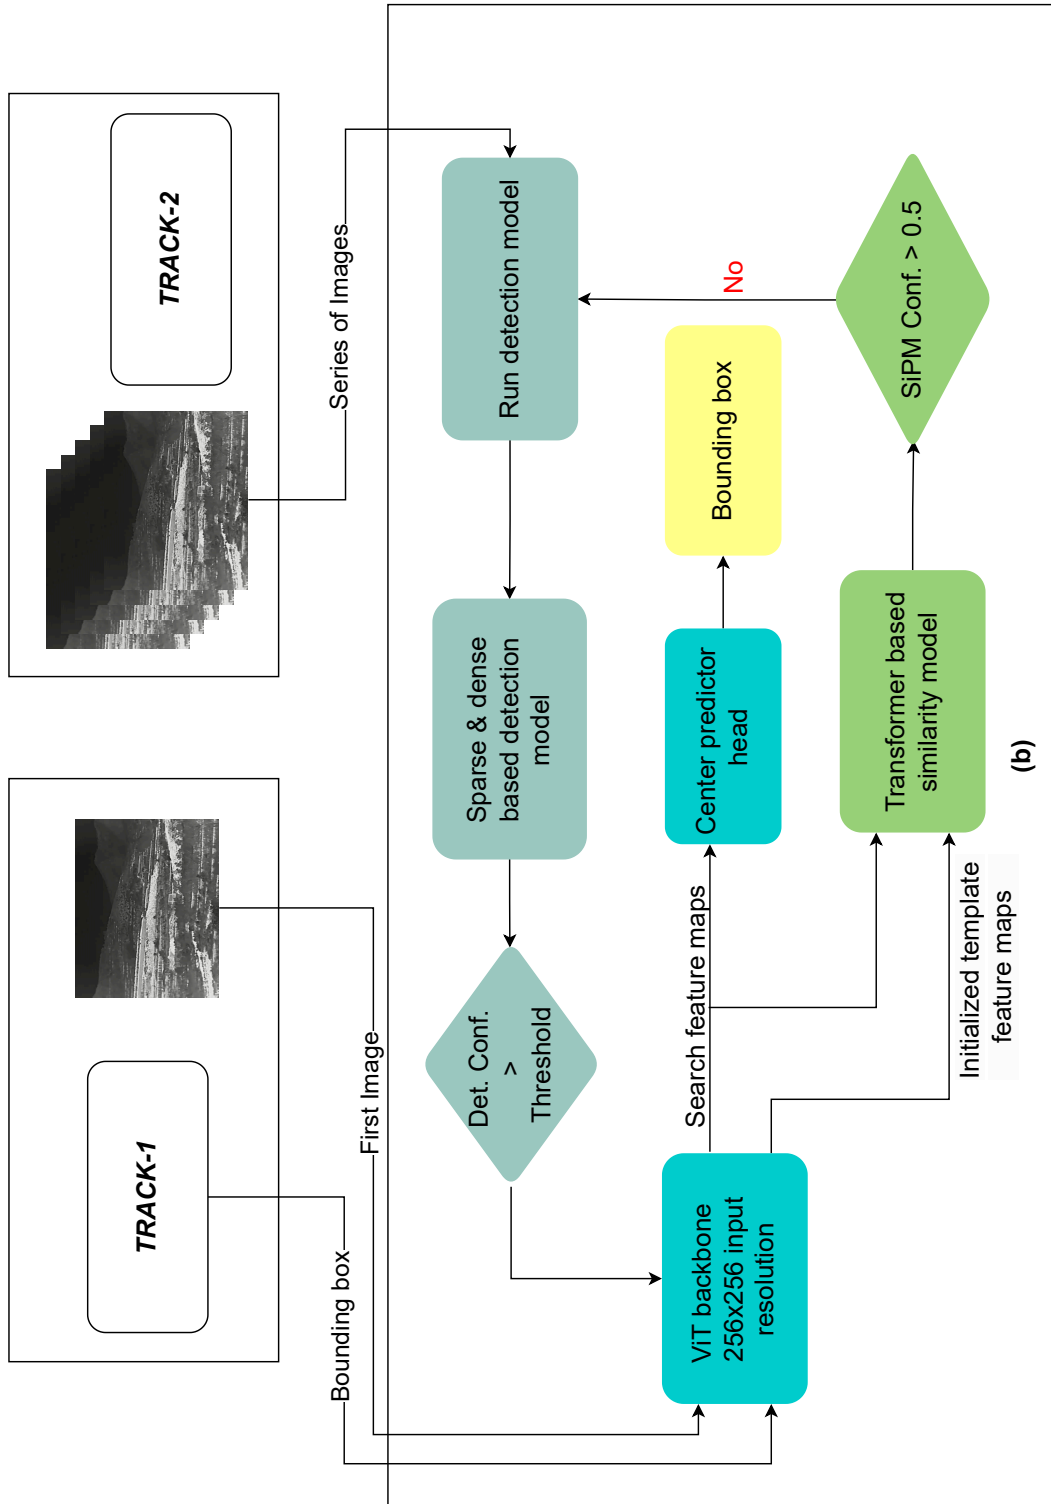 TRACK-1
TRACK-2
Bounding box
First Image
Series of Images
Det. Conf.
>
Threshold
Sparse & dense
based detection
model
Run detection model
ViT backbone
256x256 input
resolution
Search feature maps
Center predictor
head
Bounding box
No
Initialized template
feature maps
Transformer based
similarity model
SiPM Conf. > 0.5
(b)